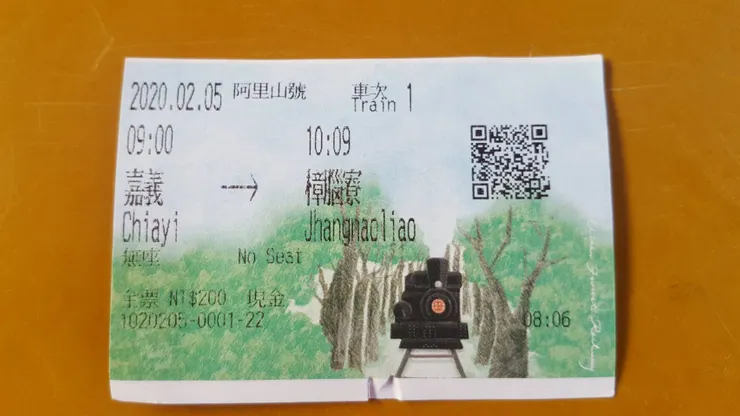 2020.02.05 阿里山號 車次 Train 1
09:00 10:09
嘉義 → 樟腦寮
Chiayi Jhangnaoliao
無座 No Seat
全票 NT$200 現金
1020205-0001-22 08:06